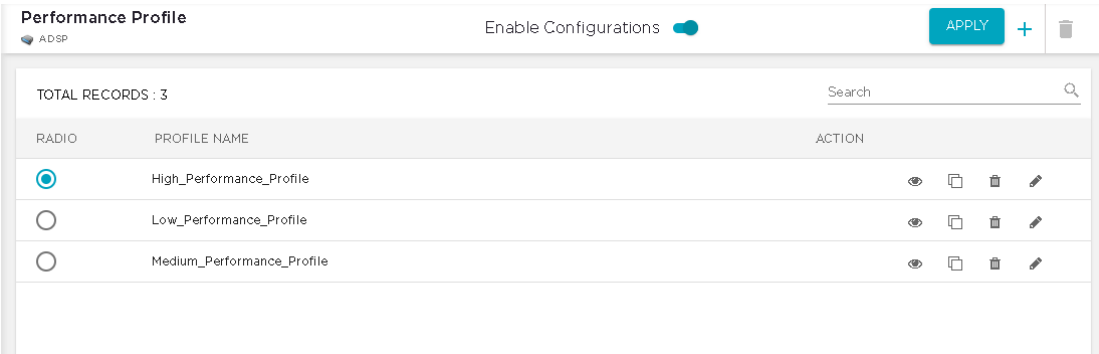 Performance Profile
Enable Configurations
APPLY
ADSP
TOTAL RECORDS : 3
Search
RADIO PROFILE NAME ACTION
High_Performance_Profile
Low_Performance_Profile
Medium_Performance_Profile